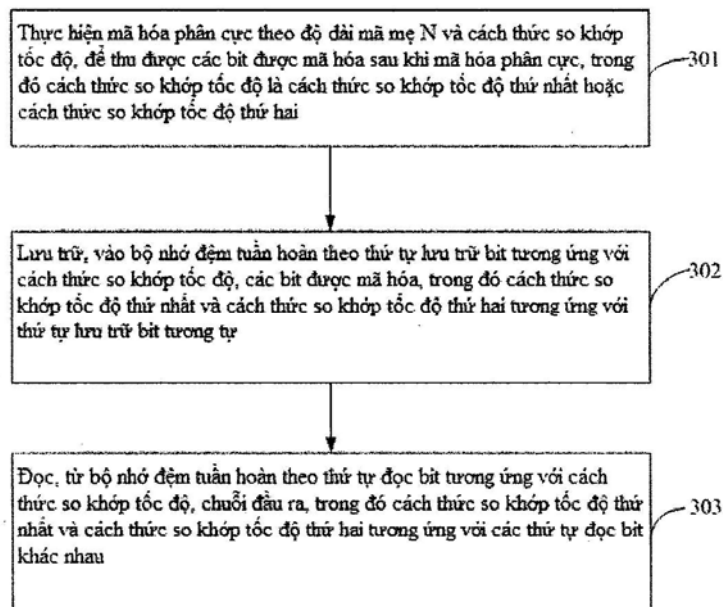 Thực hiện mã hóa phân cực theo độ dài mã mẹ N và cách thức so khớp
tốc độ, để thu được các bit được mã hóa sau khi mã hóa phân cực, trong
đó cách thức so khớp tốc độ là cách thức so khớp tốc độ thứ nhất hoặc
cách thức so khớp tốc độ thứ hai
301
Lưu trữ, vào bộ nhớ đệm tuần hoàn theo thứ tự lưu trữ bit tương ứng với
cách thức so khớp tốc độ, các bit được mã hóa, trong đó cách thức so
khớp tốc độ thứ nhất và cách thức so khớp tốc độ thứ hai tương ứng với
thứ tự lưu trữ bit tương tự
302
Đọc, từ bộ nhớ đệm tuần hoàn theo thứ tự đọc bit tương ứng với cách
thức so khớp tốc độ, chuỗi đầu ra, trong đó cách thức so khớp tốc độ thứ
nhất và cách thức so khớp tốc độ thứ hai tương ứng với các thứ tự đọc bit
khác nhau
303